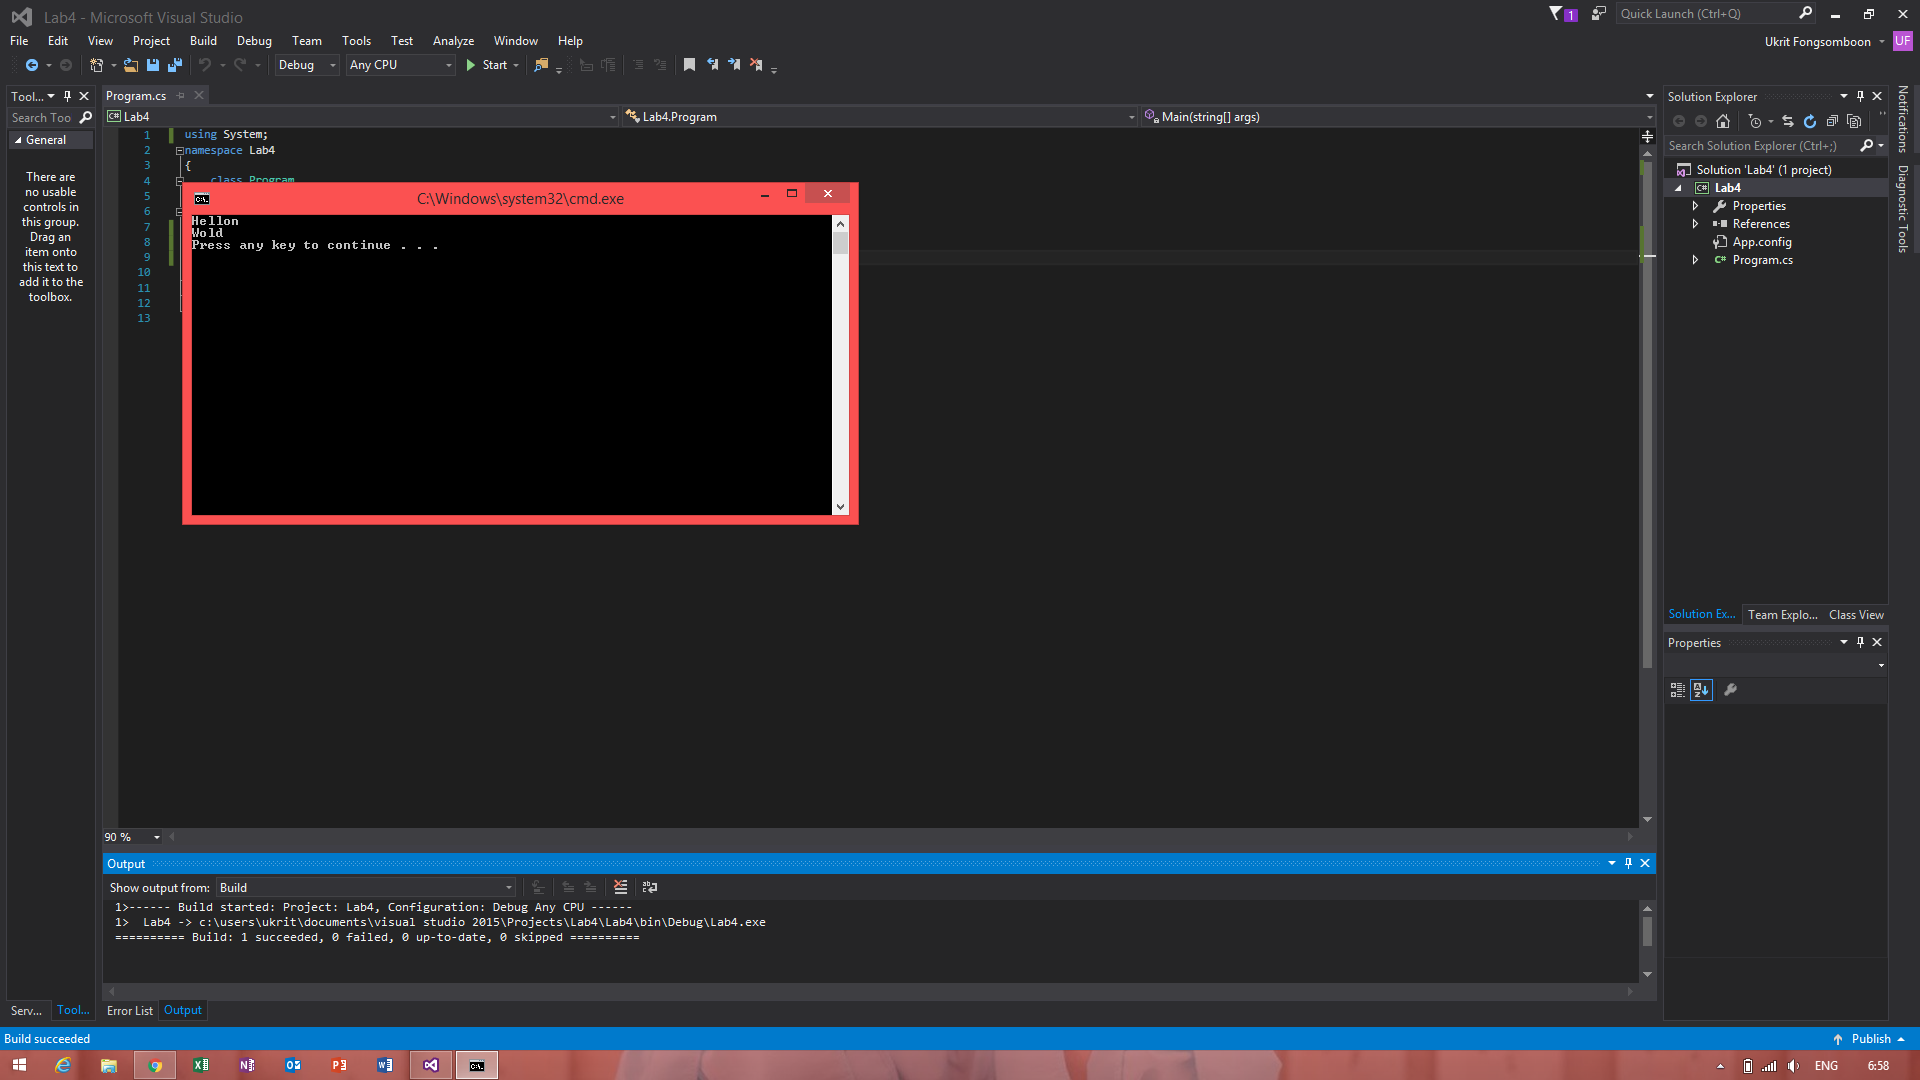 Lab4 - Microsoft Visual Studio
1
Quick Launch (Ctrl+Q)
File Edit View Project Build Debug Team Tools Test Analyze Window Help
Ukrit Fongsomboon UF
Debug Any CPU Start
Tool...
Search Too
General
There are
no usable
controls in
this group.
Drag an
item onto
this text to
add it to the
toolbox.
Program.cs
Lab4
Lab4.Program
Main(string[] args)
1 using System;
2 namespace Lab4
3 {
4 class Program
5
6
7
8
9
10
11
12
13
C:\Windows\system32\cmd.exe
Hellon
Wold
Press any key to continue . . .
Solution Explorer
Search Solution Explorer (Ctrl+;)
Solution 'Lab4' (1 project)
C# Lab4
Properties
References
App.config
C# Program.cs
Notifications
Diagnostic Tools
Solution Ex... Team Explo... Class View
Properties
90 %
Output
Show output from: Build
1>------ Build started: Project: Lab4, Configuration: Debug Any CPU ------
1>  Lab4 -> c:\users\ukrit\documents\visual studio 2015\Projects\Lab4\Lab4\bin\Debug\Lab4.exe
========== Build: 1 succeeded, 0 failed, 0 up-to-date, 0 skipped ==========
Serv... Tool... Error List Output
Build succeeded
Publish
ENG 6:58